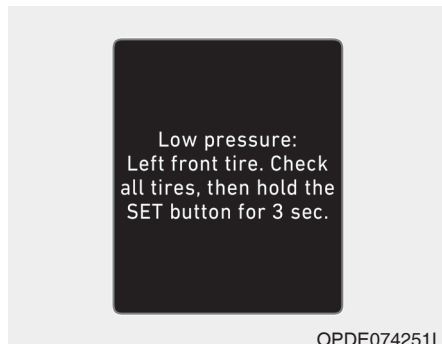 Low pressure:
Left front tire. Check
all tires, then hold the
SET button for 3 sec.
OPDE074251L